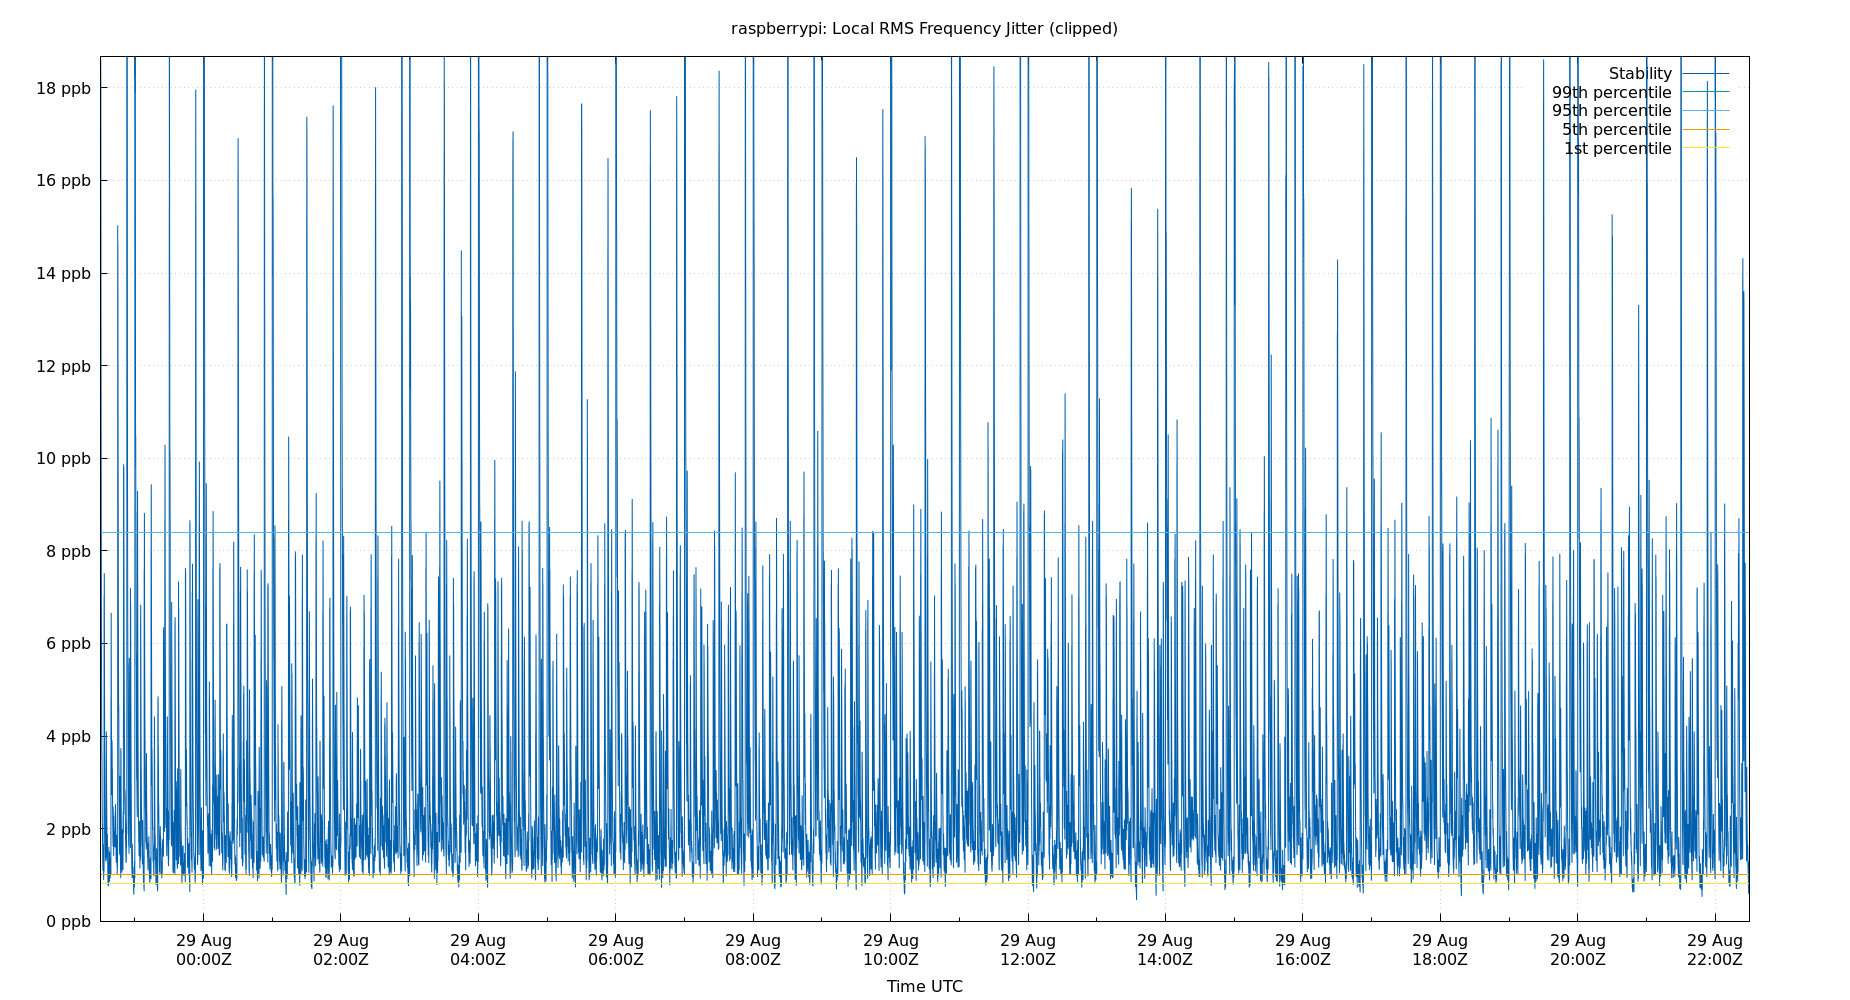 raspberrypi: Local RMS Frequency Jitter (clipped)
Stability
99th percentile
95th percentile
5th percentile
1st percentile
18 ppb
16 ppb
14 ppb
12 ppb
10 ppb
8 ppb
6 ppb
4 ppb
2 ppb
0 ppb
29 Aug 29 Aug 29 Aug 29 Aug 29 Aug 29 Aug 29 Aug 29 Aug 29 Aug 29 Aug 29 Aug 29 Aug
00:00Z 02:00Z 04:00Z 06:00Z 08:00Z 10:00Z 12:00Z 14:00Z 16:00Z 18:00Z 20:00Z 22:00Z
Time UTC